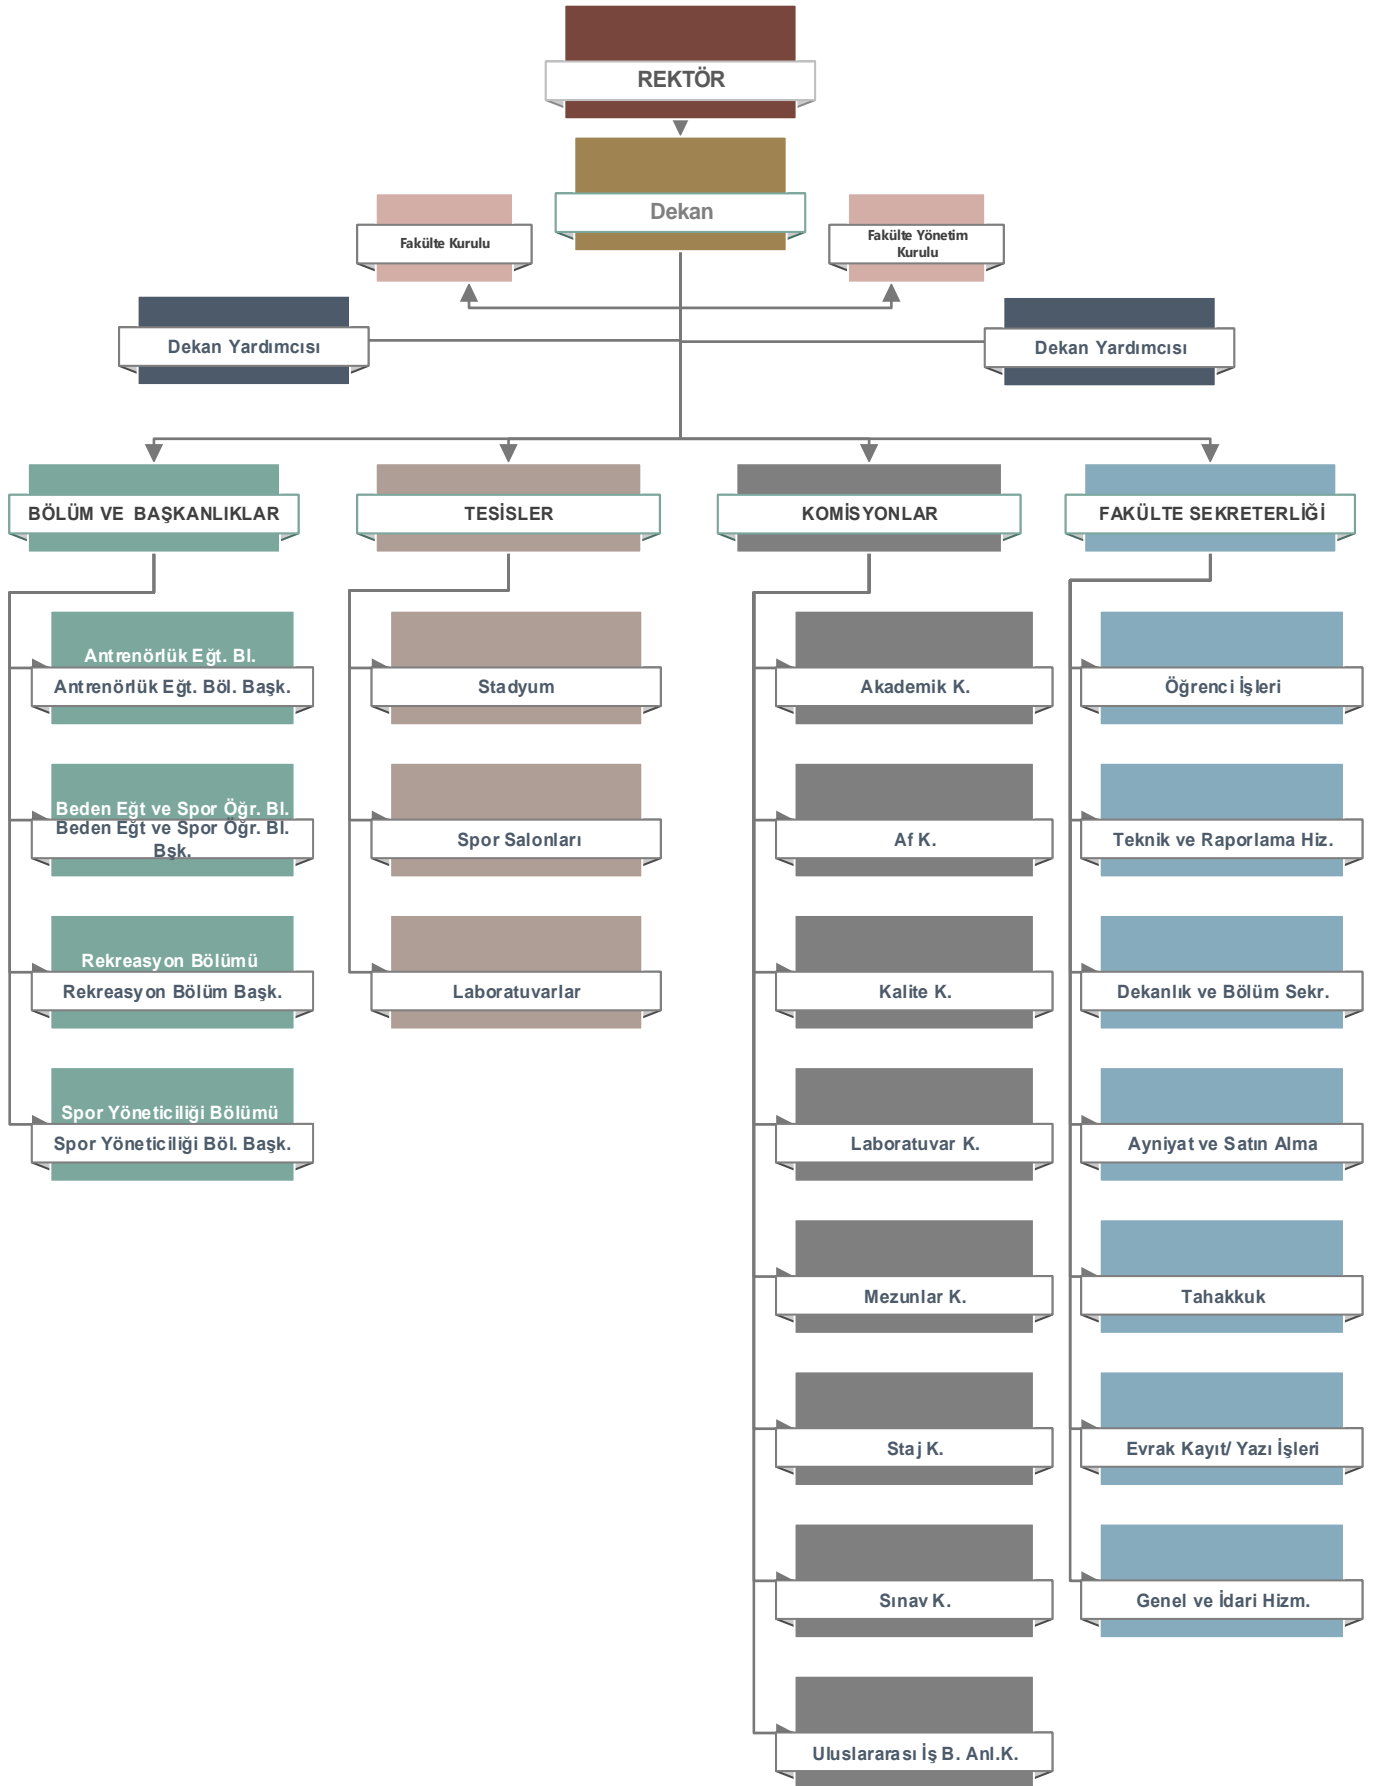 REKTÖR
Dekan
Fakülte Kurulu
Fakülte Yönetim
Kurulu
Dekan Yardımcısı
Dekan Yardımcısı
BÖLÜM VE BAŞKANLIKLAR
TESİSLER
KOMİSYONLAR
FAKÜLTE SEKRETERLİĞİ
Antrenörlük Eğt. Bl.
Antrenörlük Eğt. Böl. Başk.
Beden Eğt ve Spor Öğr. Bl.
Beden Eğt ve Spor Öğr. Bl.
Bşk.
Rekreasyon Bölümü
Rekreasyon Bölüm Başk.
Spor Yöneticiliği Bölümü
Spor Yöneticiliği Böl. Başk.
Stadyum
Spor Salonları
Laboratuvarlar
Akademik K.
Af K.
Kalite K.
Laboratuvar K.
Mezunlar K.
Staj K.
Sınav K.
Uluslararası İş B. Anl.K.
Öğrenci İşleri
Teknik ve Raporlama Hiz.
Dekanlık ve Bölüm Sekr.
Ayniyat ve Satın Alma
Tahakkuk
Evrak Kayıt/ Yazı İşleri
Genel ve İdari Hizm.